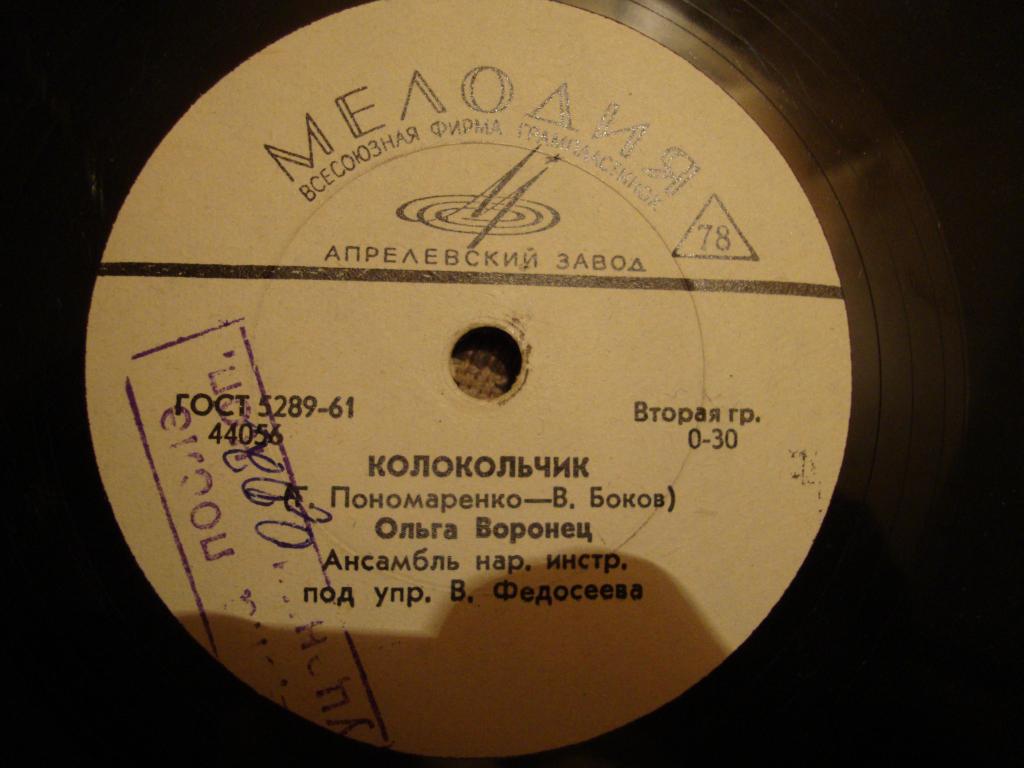 МЕЛОДИЯ
ВСЕСОЮЗНАЯ ФИРМА ГРАМПЛАСТИНОК
АПРЕЛЕВСКИЙ ЗАВОД
78
ГОСТ 5289-61
44056
Вторая гр.
0-30
КОЛОКОЛЬЧИК
(Г. Пономаренко—В. Боков)
Ольга Воронец
Ансамбль нар. инстр.
под упр. В. Федосеева
после